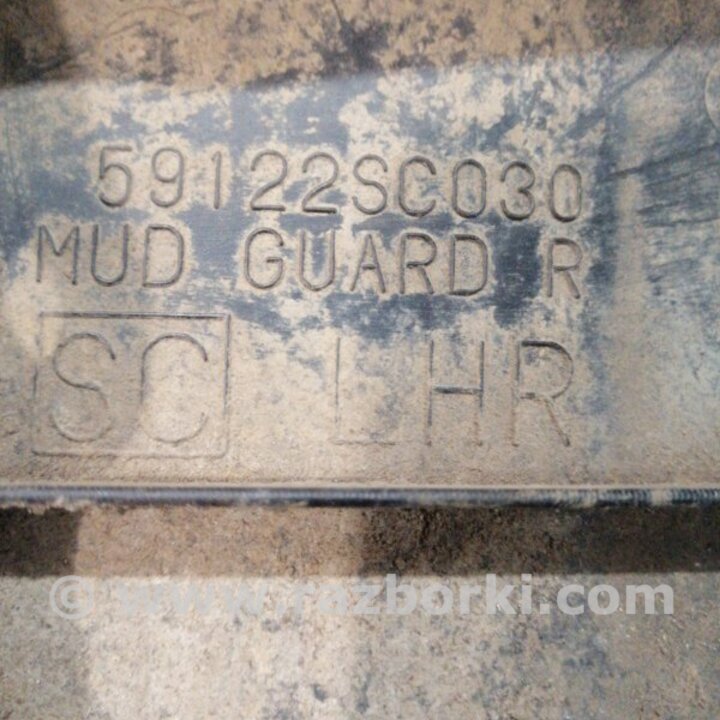 59122SC030
MUD GUARD R
SC LHR
© www.razborki.com